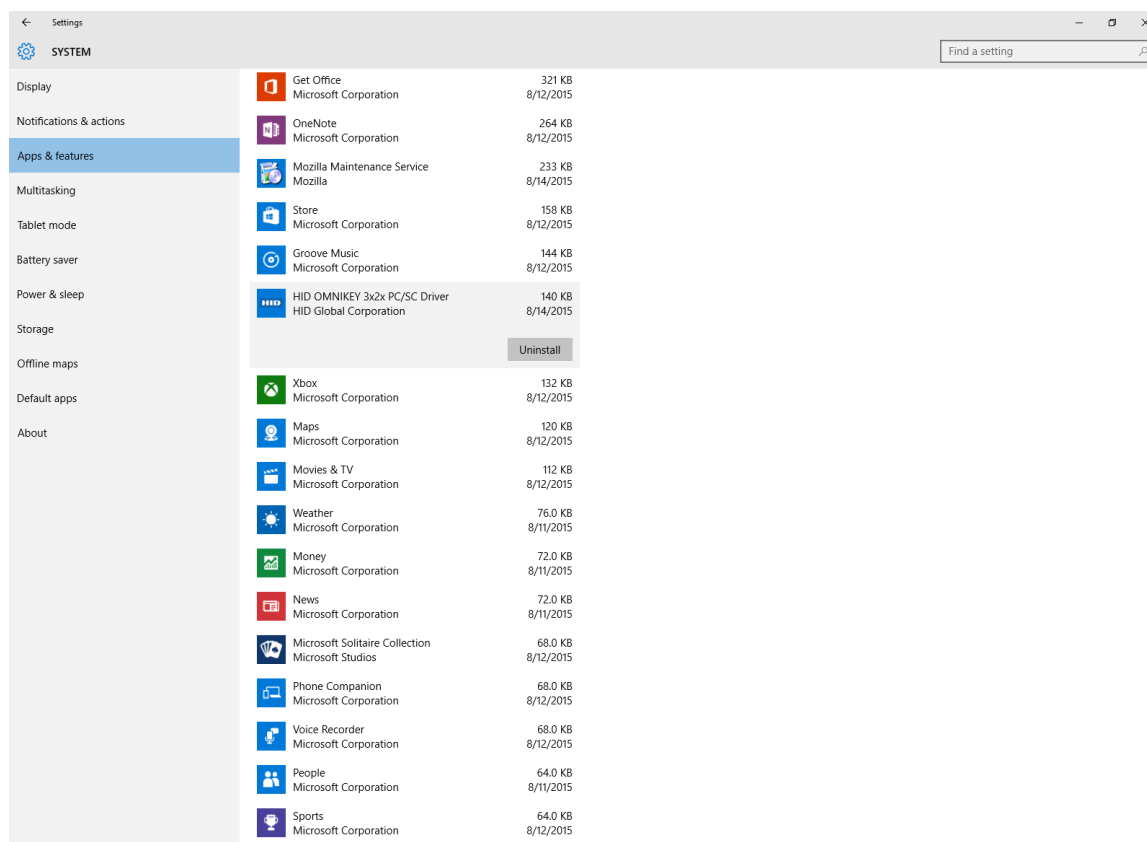 Settings
SYSTEM
Find a setting
Display
Notifications & actions
Apps & features
Multitasking
Tablet mode
Battery saver
Power & sleep
Storage
Offline maps
Default apps
About
Get Office 321 KB
Microsoft Corporation 8/12/2015
OneNote 264 KB
Microsoft Corporation 8/12/2015
Mozilla Maintenance Service 233 KB
Mozilla 8/14/2015
Store 158 KB
Microsoft Corporation 8/12/2015
Groove Music 144 KB
Microsoft Corporation 8/12/2015
HID
HID OMNIKEY 3x2x PC/SC Driver 140 KB
HID Global Corporation 8/14/2015
Uninstall
Xbox 132 KB
Microsoft Corporation 8/12/2015
Maps 120 KB
Microsoft Corporation 8/12/2015
Movies & TV 112 KB
Microsoft Corporation 8/12/2015
Weather 76.0 KB
Microsoft Corporation 8/11/2015
Money 72.0 KB
Microsoft Corporation 8/11/2015
News 72.0 KB
Microsoft Corporation 8/11/2015
Microsoft Solitaire Collection 68.0 KB
Microsoft Studios 8/12/2015
Phone Companion 68.0 KB
Microsoft Corporation 8/12/2015
Voice Recorder 68.0 KB
Microsoft Corporation 8/12/2015
People 64.0 KB
Microsoft Corporation 8/11/2015
Sports 64.0 KB
Microsoft Corporation 8/12/2015